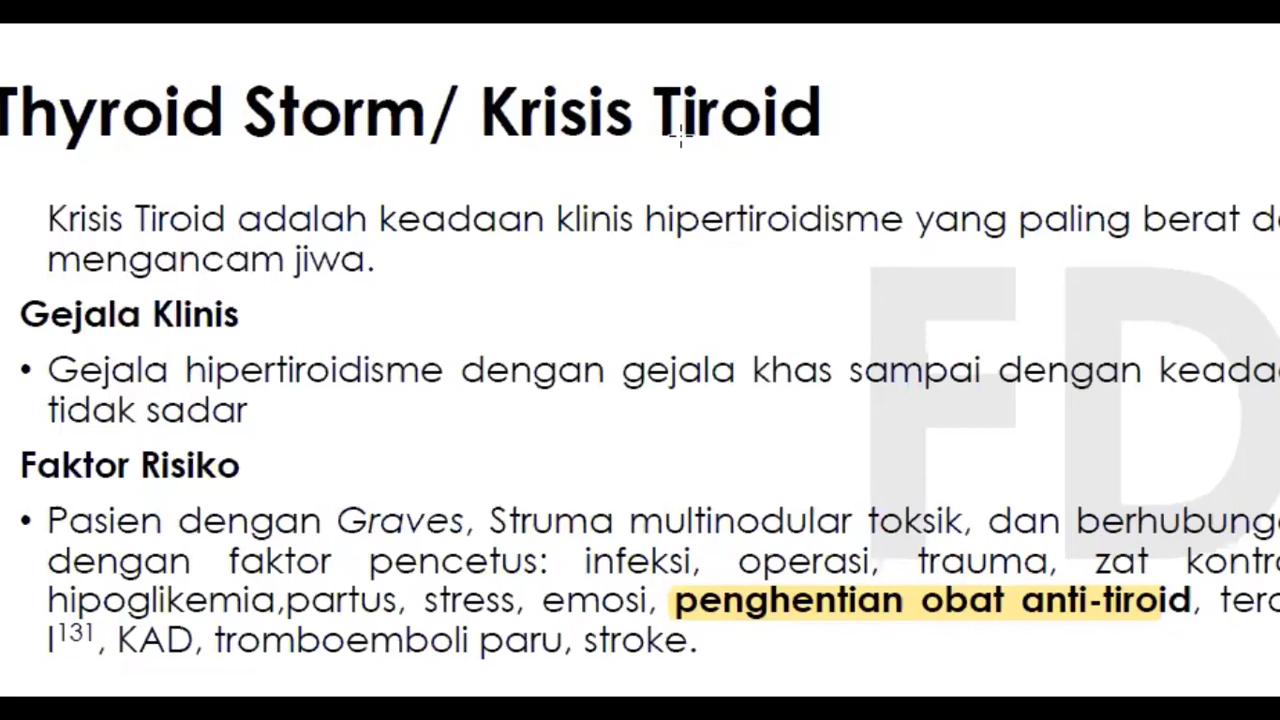 Thyroid Storm/ Krisis Tiroid
Krisis Tiroid adalah keadaan klinis hipertiroidisme yang paling berat
mengancam jiwa.
Gejala Klinis
• Gejala hipertiroidisme dengan gejala khas sampai dengan
tidak sadar
Faktor Risiko
• Pasien dengan Graves, Struma multinodular toksik, dan
dengan faktor pencetus: infeksi, operasi, trauma, zat
hipoglikemia,partus, stress, emosi, penghentian obat anti-tiroid,
I¹³¹, KAD, tromboemboli paru, stroke.
FD